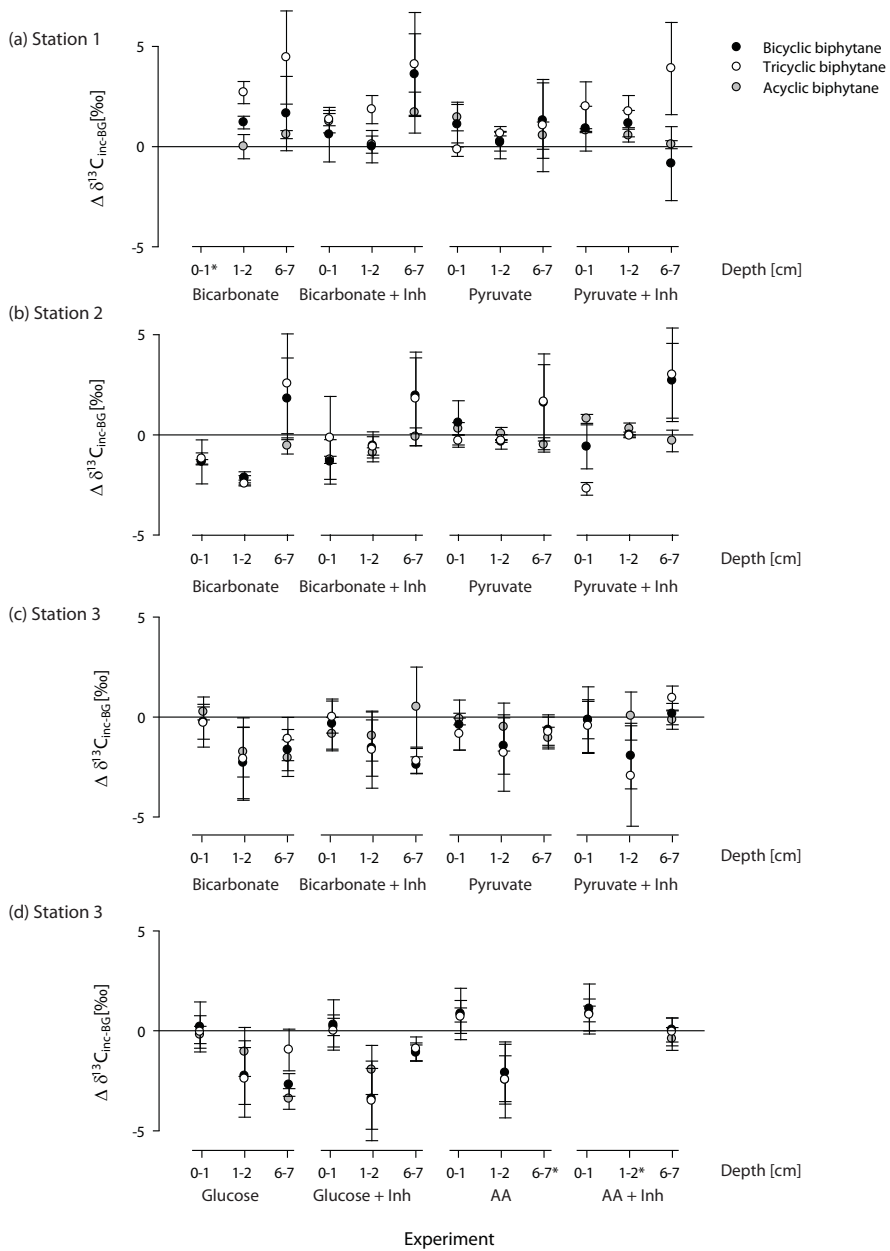 (a) Station 1
Bicyclic biphytane
Tricyclic biphytane
Acyclic biphytane
5
0
-5
Δ δ¹³C inc-BG [‰]
0-1* 1-2 6-7 0-1 1-2 6-7 0-1 1-2 6-7 0-1 1-2 6-7 Depth [cm]
Bicarbonate Bicarbonate + Inh Pyruvate Pyruvate + Inh
(b) Station 2
5
0
-5
Δ δ¹³C inc-BG [‰]
0-1 1-2 6-7 0-1 1-2 6-7 0-1 1-2 6-7 0-1 1-2 6-7 Depth [cm]
Bicarbonate Bicarbonate + Inh Pyruvate Pyruvate + Inh
(c) Station 3
5
0
-5
Δ δ¹³C inc-BG [‰]
0-1 1-2 6-7 0-1 1-2 6-7 0-1 1-2 6-7 0-1 1-2 6-7 Depth [cm]
Bicarbonate Bicarbonate + Inh Pyruvate Pyruvate + Inh
(d) Station 3
5
0
-5
Δ δ¹³C inc-BG [‰]
0-1 1-2 6-7 0-1 1-2 6-7 0-1 1-2 6-7* 0-1 1-2* 6-7 Depth [cm]
Glucose Glucose + Inh AA AA + Inh
Experiment